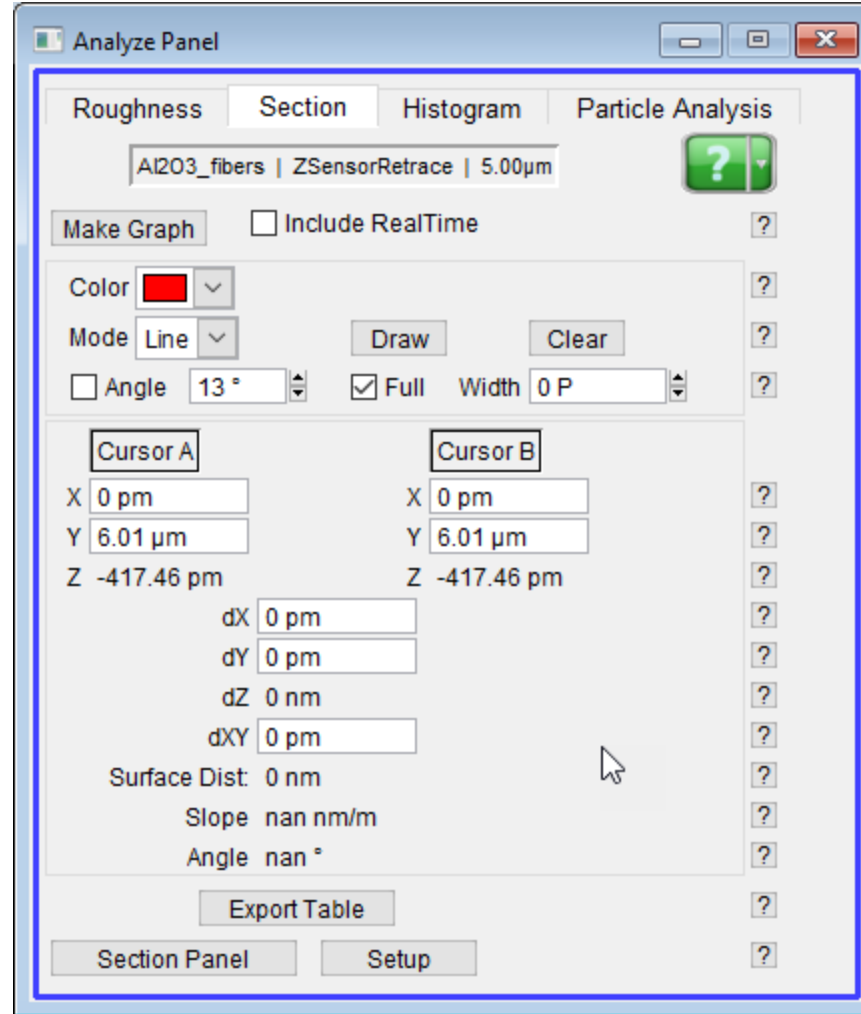 Analyze Panel
Roughness Section Histogram Particle Analysis
Al2O3_fibers | ZSensorRetrace | 5.00µm ?
Make Graph Include RealTime ?
Color ?
Mode Line Draw Clear ?
Angle 13 ° Full Width 0 P ?
Cursor A Cursor B
X 0 pm X 0 pm ?
Y 6.01 µm Y 6.01 µm ?
Z -417.46 pm Z -417.46 pm ?
dX 0 pm ?
dY 0 pm ?
dZ 0 nm ?
dXY 0 pm ?
Surface Dist: 0 nm ?
Slope nan nm/m ?
Angle nan ° ?
Export Table ?
Section Panel Setup ?